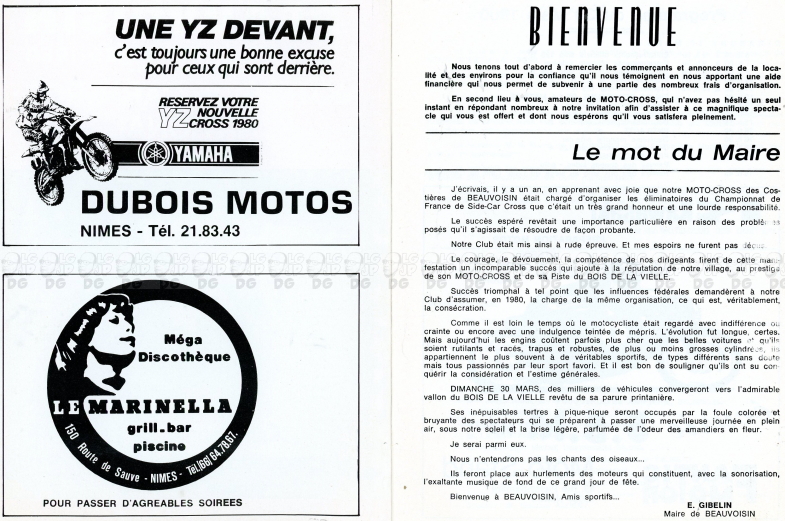 UNE YZ DEVANT,
c'est toujours une bonne excuse
pour ceux qui sont derrière.
RESERVEZ VOTRE
YZ NOUVELLE
CROSS 1980
YAMAHA
DUBOIS MOTOS
NIMES - Tél. 21.83.43
Méga
Discothèque
LE MARINELLA
grill.bar
piscine
150 Route de Sauve - NIMES - Tél.(66) 64.79.67.
POUR PASSER D'AGREABLES SOIREES
BIENVENUE
Nous tenons tout d'abord à remercier les commerçants et annonceurs de la loca-
lité et des environs pour la confiance qu'il nous témoignent en nous apportant une aide
financière qui nous permet de subvenir à une partie des nombreux frais d'organisation.
En second lieu à vous, amateurs de MOTO-CROSS, qui n'avez pas hésité un seul
instant en répondant nombreux à notre invitation afin d'assister à ce magnifique specta-
cle qui vous est offert et dont nous espérons qu'il vous satisfera pleinement.
Le mot du Maire
J'écrivais, il y a un an, en apprenant avec joie que notre MOTO-CROSS des Cos-
tières de BEAUVOISIN était chargé d'organiser les éliminatoires du Championnat de
France de Side-Car Cross que c'était un très grand honneur et une lourde responsabilité.
Le succès espéré revêtait une importance particulière en raison des
posés qu'il s'agissait de résoudre de façon probante.
Notre Club était mis ainsi à rude épreuve. Et mes espoirs ne furent pas
Le courage, le dévouement, la compétence de nos dirigeants firent de cette mani-
festation un incomparable succès qui ajoute à la réputation de notre village, au prestige
de son MOTO-CROSS et de sa Piste du BOIS DE LA VIEILLE.
Succès triomphal à tel point que les influences fédérales demandèrent à notre
Club d'assumer, en 1980, la charge de la même organisation, ce qui est, véritablement,
la consécration.
Comme il est loin le temps où le motocycliste était regardé avec indifférence ou
crainte ou encore avec une indulgence teintée de mépris. L'évolution fut longue, certes.
Mais aujourd'hui les engins coûtent parfois plus cher que les belles voitures et qu'ils
soient rutilants et racés, trapus et robustes, de plus ou moins grosses cylindrées, ils
appartiennent le plus souvent à de véritables sportifs, de types différents sans doute
mais tous passionnés par leur sport favori. Et il est bon de souligner qu'ils ont su con-
quérir la considération et l'estime générales.
DIMANCHE 30 MARS, des milliers de véhicules convergeront vers l'admirable
vallon du BOIS DE LA VIEILLE revêtu de sa parure printanière.
Ses inépuisables tertres à pique-nique seront occupés par la foule colorée et
bruyante des spectateurs qui se préparent à passer une merveilleuse journée en plein
air, sous notre soleil et la brise légère, parfumée de l'odeur des amandiers en fleur.
Je serai parmi eux.
Nous n'entendrons pas les chants des oiseaux...
Ils feront place aux hurlements des moteurs qui constituent, avec la sonorisation,
l'exaltante musique de fond de ce grand jour de fête.
Bienvenue à BEAUVOISIN, Amis sportifs...
E. GIBELIN
Maire de BEAUVOISIN